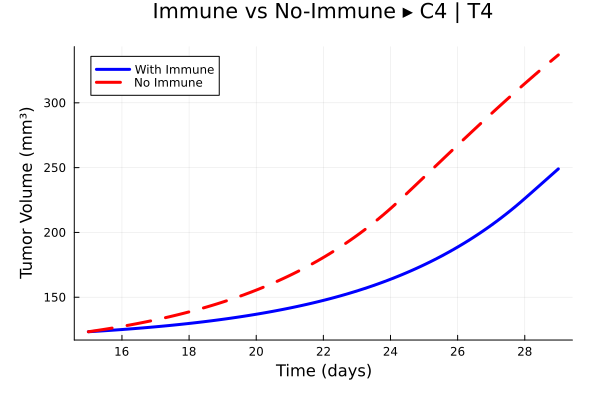 Immune vs No-Immune ▸ C4 | T4
With Immune
No Immune
Tumor Volume (mm³)
300
250
200
150
16 18 20 22 24 26 28
Time (days)